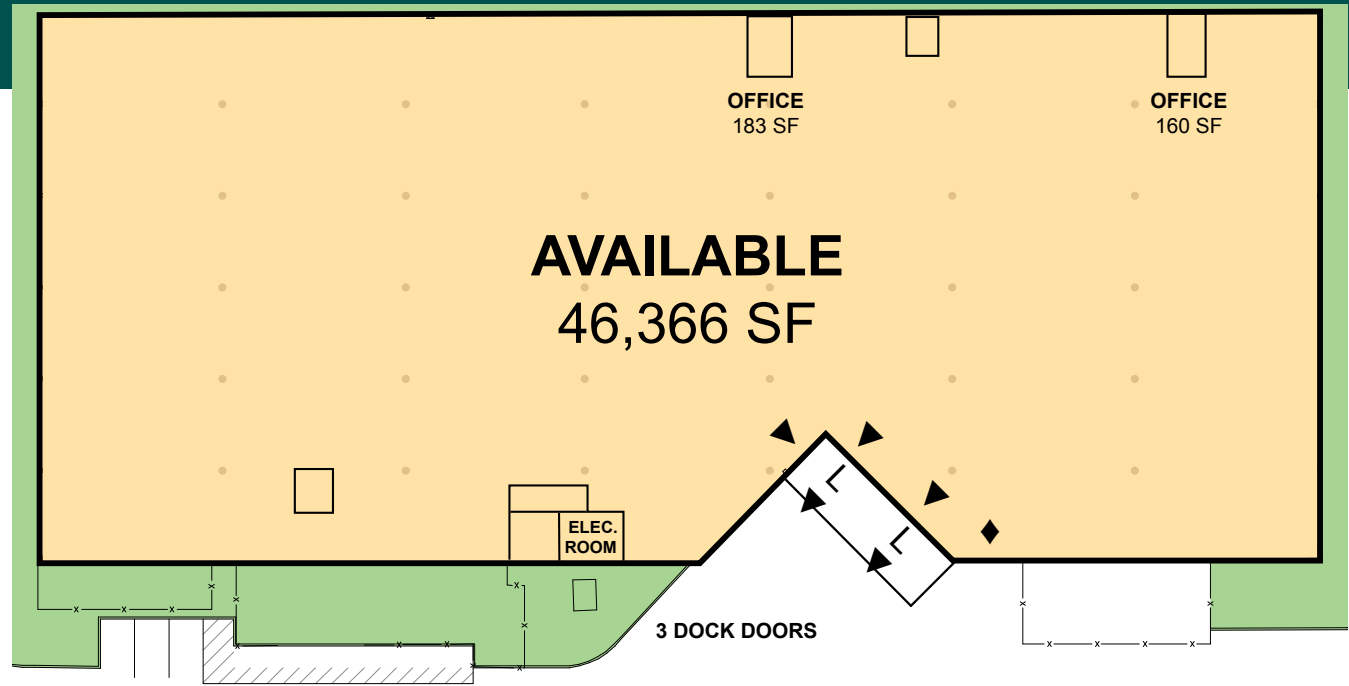 OFFICE
183 SF
OFFICE
160 SF
AVAILABLE
46,366 SF
L
L
ELEC.
ROOM
3 DOCK DOORS